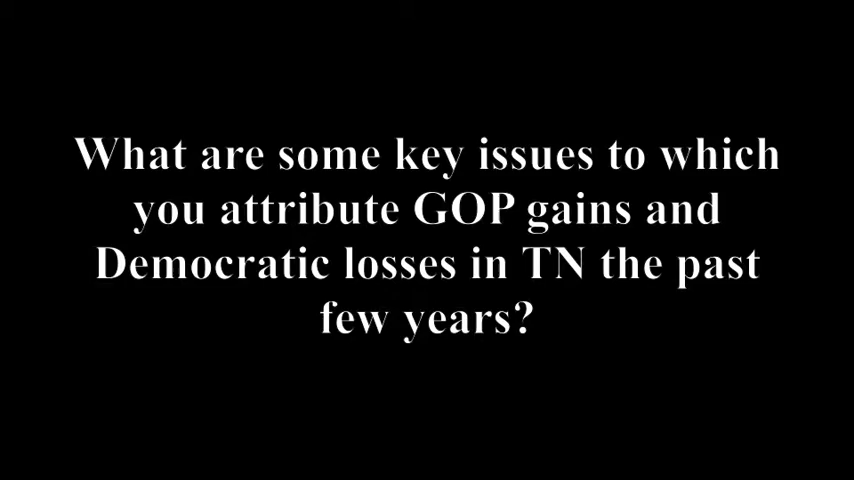 What are some key issues to which
you attribute GOP gains and
Democratic losses in TN the past
few years?